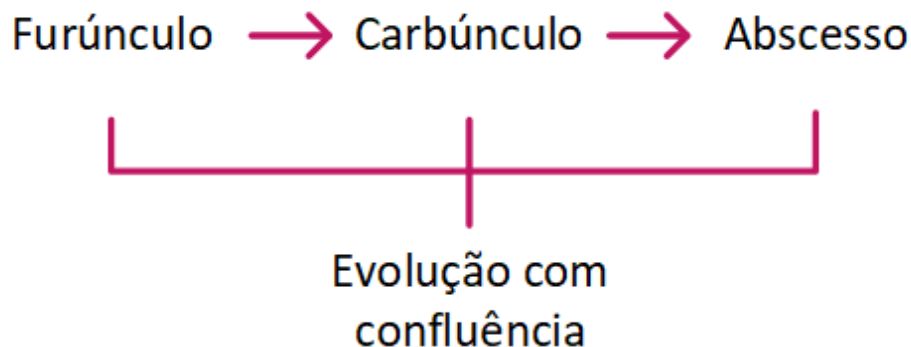 Furúnculo → Carbúnculo → Abscesso
Evolução com
confluência